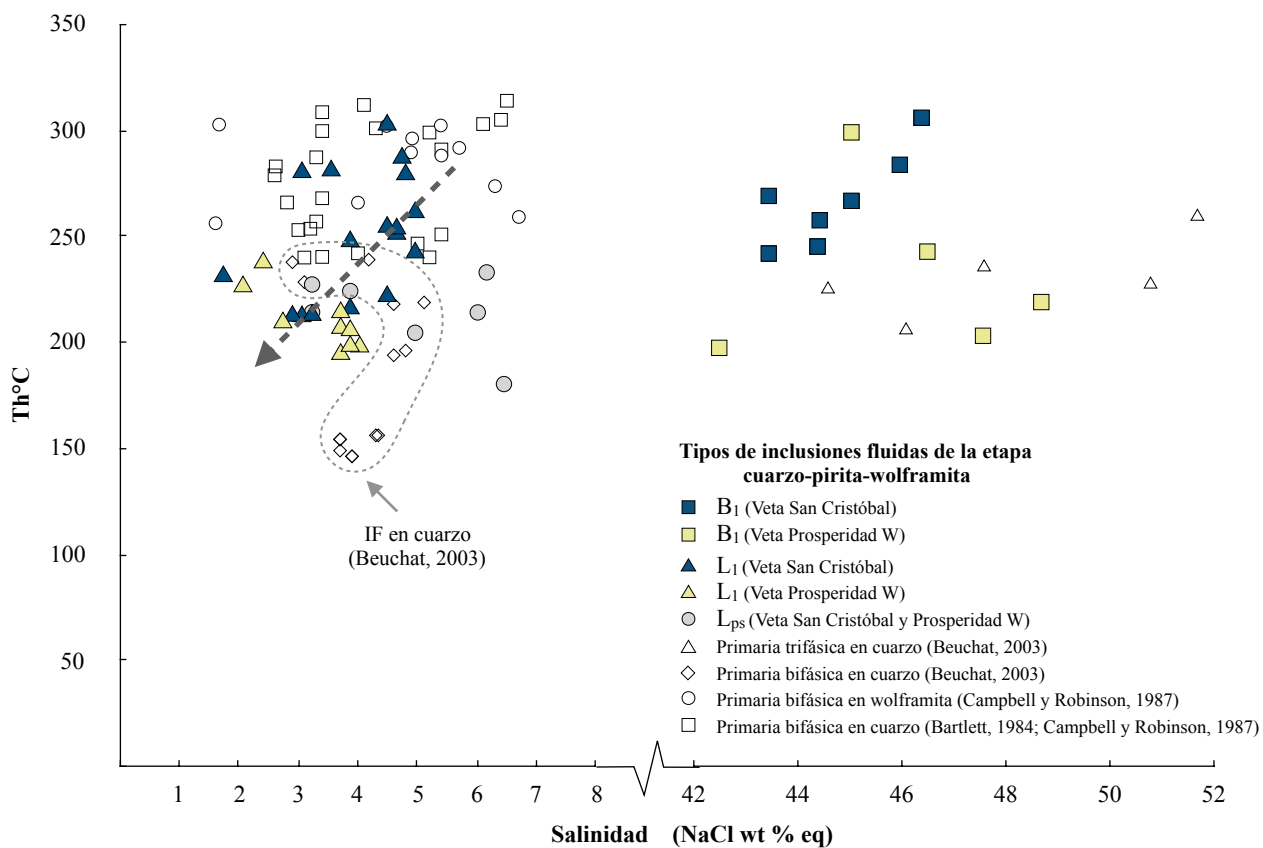 350
300
250
200
150
100
50
Th°C
IF en cuarzo
(Beuchat, 2003)
Tipos de inclusiones fluidas de la etapa
cuarzo-pirita-wolframita
B1 (Veta San Cristóbal)
B1 (Veta Prosperidad W)
L1 (Veta San Cristóbal)
L1 (Veta Prosperidad W)
Lps (Veta San Cristóbal y Prosperidad W)
Primaria trifásica en cuarzo (Beuchat, 2003)
Primaria bifásica en cuarzo (Beuchat, 2003)
Primaria bifásica en wolframita (Campbell y Robinson, 1987)
Primaria bifásica en cuarzo (Bartlett, 1984; Campbell y Robinson, 1987)
1 2 3 4 5 6 7 8 42 44 46 48 50 52
Salinidad (NaCl wt % eq)